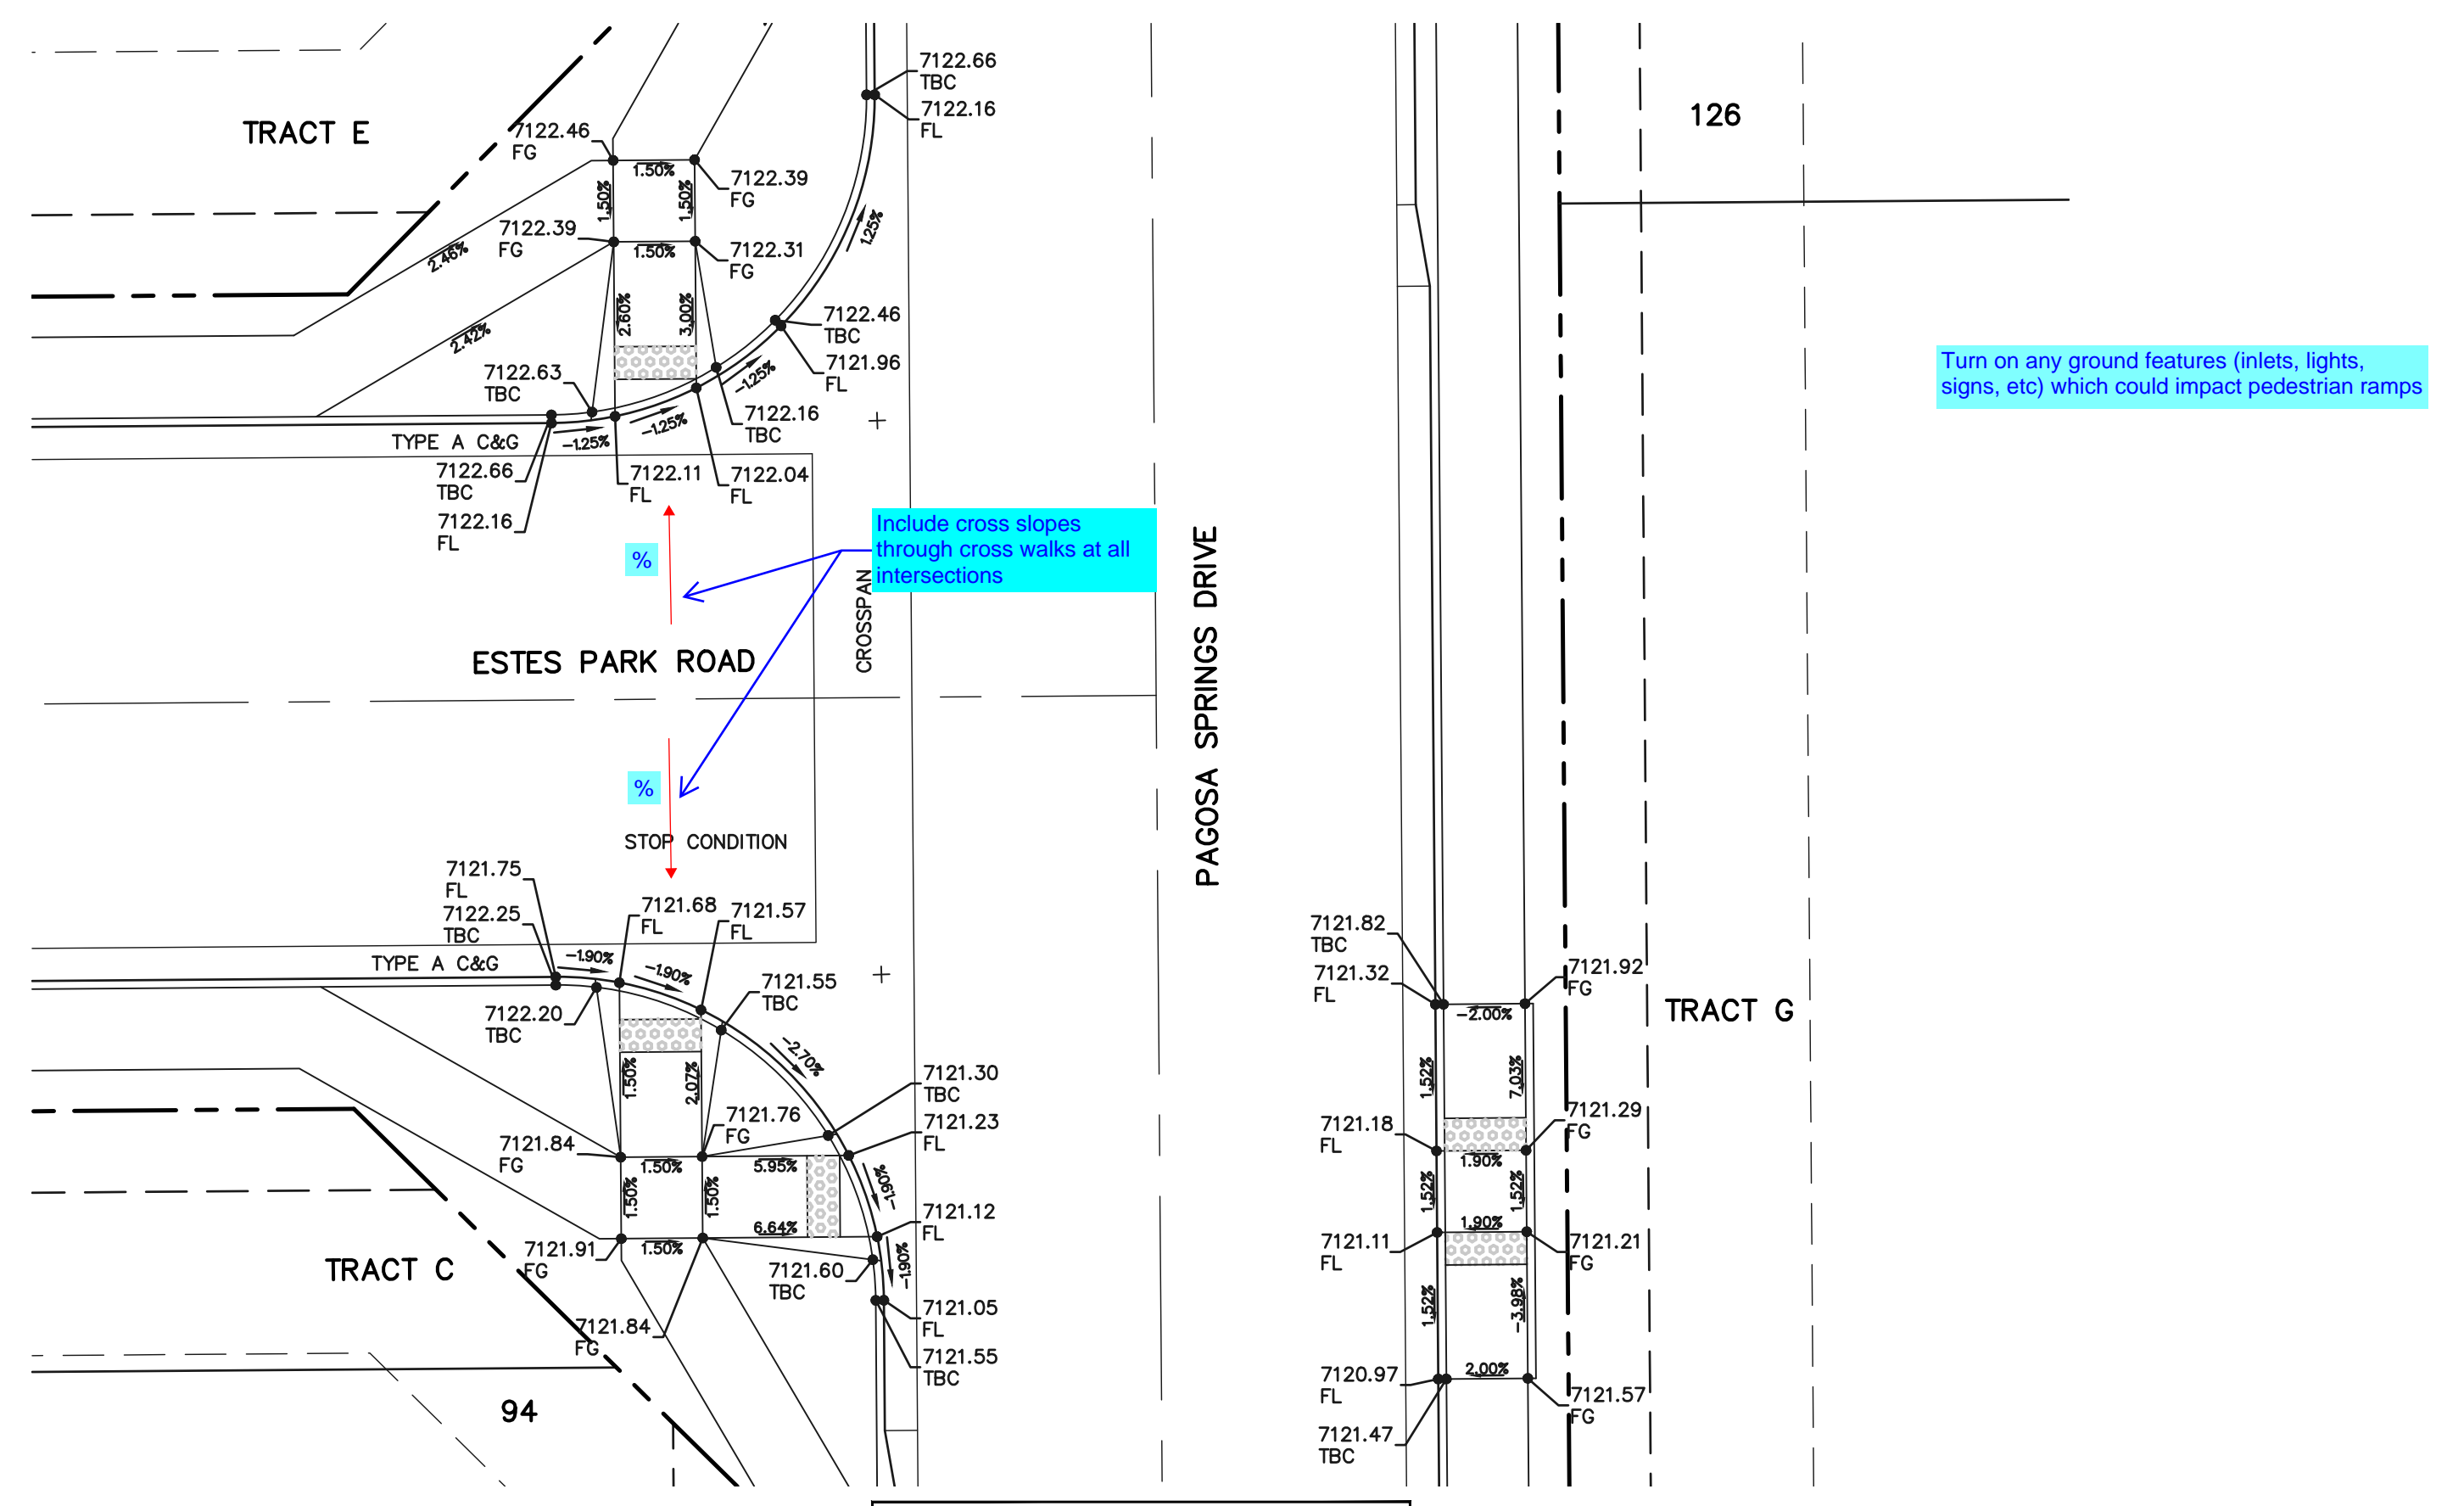 TRACT E
7122.46
FG
1.50%
1.50%
1.50%
7122.39
FG
7122.39
FG
1.50%
7122.31
FG
7122.66
TBC
7122.16
FL
1.25%
2.46%
2.42%
2.60%
3.00%
7122.46
TBC
7121.96
FL
7122.63
TBC
-1.25%
7122.16
TBC
TYPE A C&G
-1.25%
-1.25%
7122.66
TBC
7122.16
FL
7122.11
FL
7122.04
FL
126
Turn on any ground features (inlets, lights,
signs, etc) which could impact pedestrian ramps
Include cross slopes
through cross walks at all
intersections
%
CROSSPAN
ESTES PARK ROAD
PAGOSA SPRINGS DRIVE
%
STOP CONDITION
7121.75
FL
7122.25
TBC
7121.68
FL
7121.57
FL
TYPE A C&G
-1.90%
-1.90%
7121.55
TBC
7122.20
TBC
-2.70%
1.50%
2.07%
7121.76
FG
7121.30
TBC
7121.23
FL
7121.84
FG
1.50%
5.95%
1.50%
1.50%
-1.90%
6.64%
7121.12
FL
7121.91
FG
1.50%
7121.60
TBC
-1.90%
7121.05
FL
7121.84
FG
7121.55
TBC
TRACT C
94
7121.82
TBC
7121.32
FL
7121.92
FG
-2.00%
TRACT G
1.52%
7.03%
7121.18
FL
7121.29
FG
1.90%
1.52%
1.52%
1.90%
7121.11
FL
7121.21
FG
1.52%
-3.98%
7120.97
FL
2.00%
7121.57
FG
7121.47
TBC